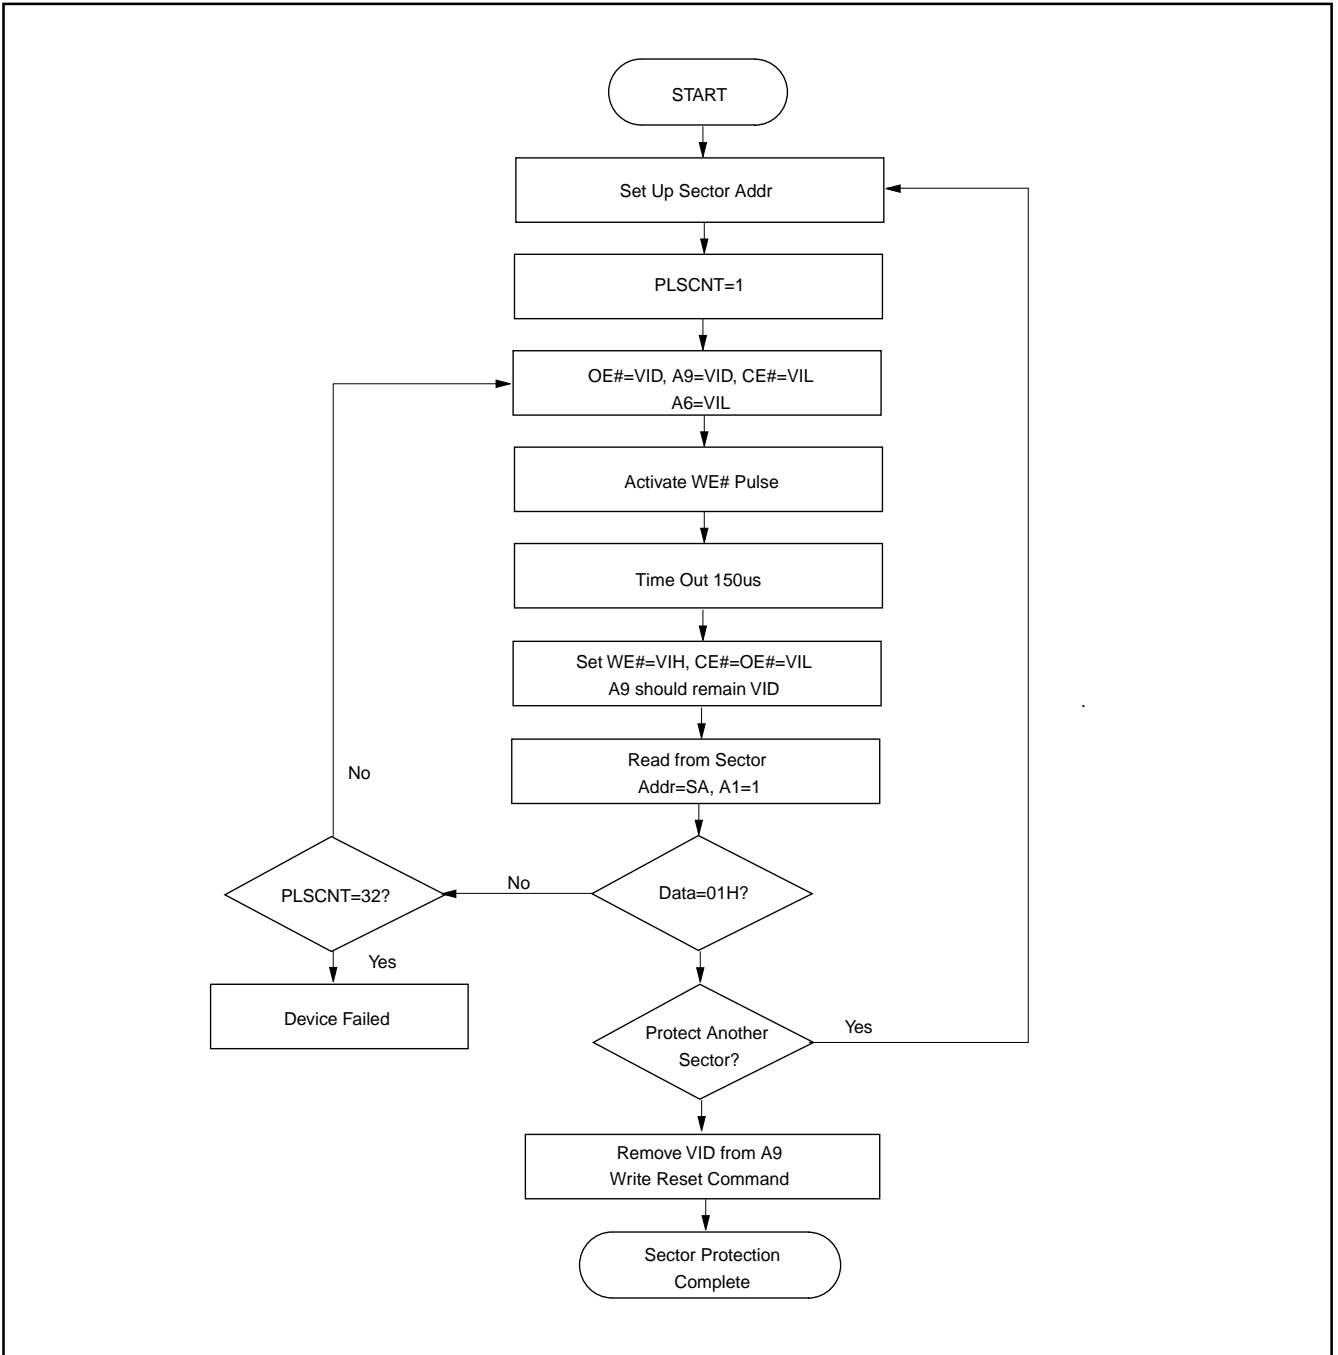 START
Set Up Sector Addr
PLSCNT=1
OE#=VID, A9=VID, CE#=VIL
A6=VIL
Activate WE# Pulse
Time Out 150us
Set WE#=VIH, CE#=OE#=VIL
A9 should remain VID
.
Read from Sector
Addr=SA, A1=1
No
PLSCNT=32?
No
Data=01H?
Yes
Device Failed
Protect Another
Sector?
Yes
Remove VID from A9
Write Reset Command
Sector Protection
Complete